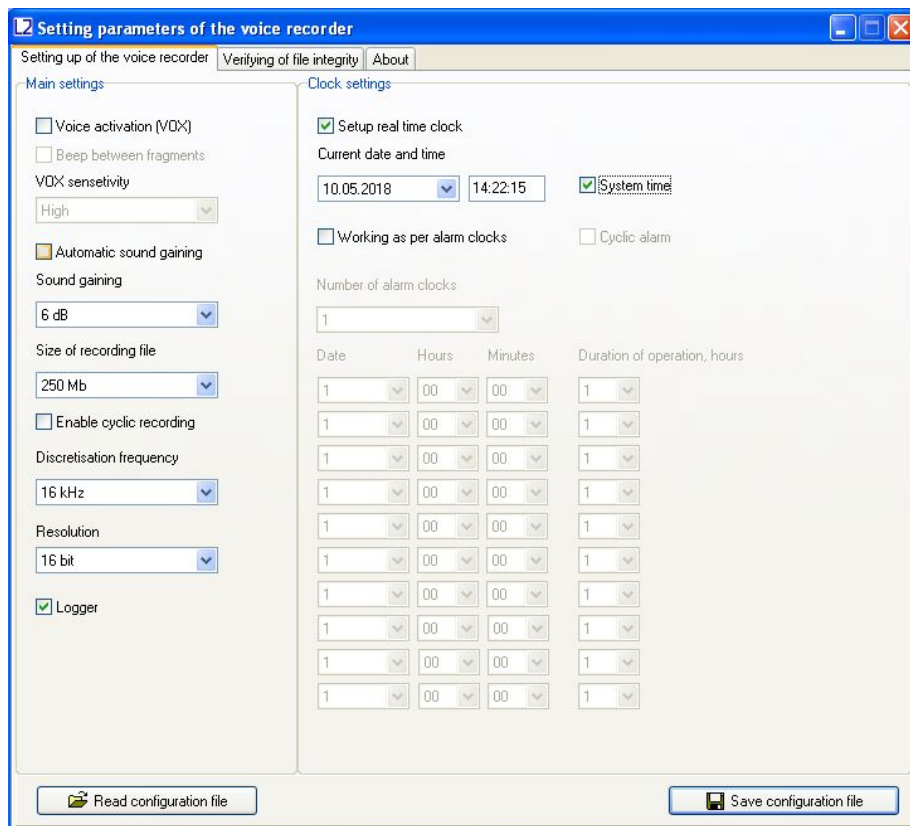 Setting parameters of the voice recorder
Setting up of the voice recorder Verifying of file integrity About
Main settings
Voice activation (VOX)
Beep between fragments
VOX sensetivity
High
Automatic sound gaining
Sound gaining
6 dB
Size of recording file
250 Mb
Enable cyclic recording
Discretisation frequency
16 kHz
Resolution
16 bit
Logger
Clock settings
Setup real time clock
Current date and time
10.05.2018 14:22:15 System time
Working as per alarm clocks Cyclic alarm
Number of alarm clocks
1
Date Hours Minutes Duration of operation, hours
1 00 00 1
1 00 00 1
1 00 00 1
1 00 00 1
1 00 00 1
1 00 00 1
1 00 00 1
1 00 00 1
1 00 00 1
1 00 00 1
Read configuration file Save configuration file